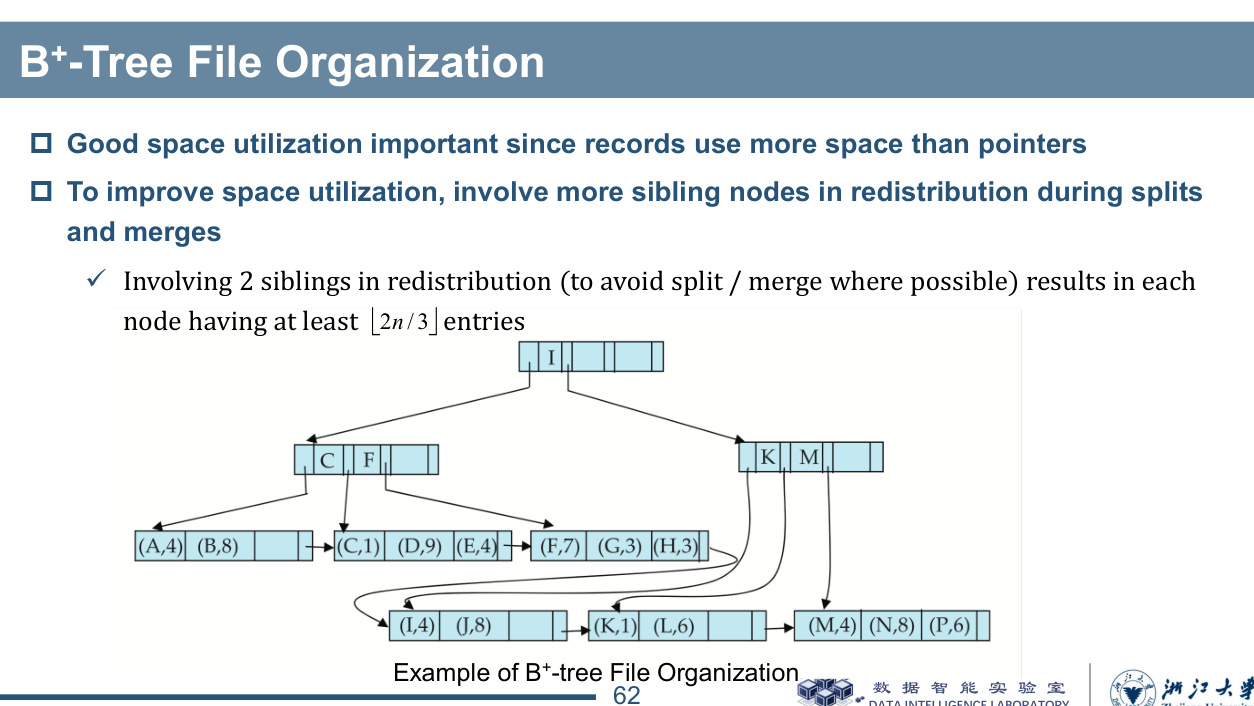 B⁺-Tree File Organization
Good space utilization important since records use more space than pointers
To improve space utilization, involve more sibling nodes in redistribution during splits
and merges
Involving 2 siblings in redistribution (to avoid split / merge where possible) results in each
node having at least ⌊2n/3⌋ entries
I
C F
K M
(A,4) (B,8) (C,1) (D,9) (E,4) (F,7) (G,3) (H,3)
(I,4) (J,8) (K,1) (L,6) (M,4) (N,8) (P,6)
Example of B⁺-tree File Organization
62
数据智能实验室
DATA INTELLIGENCE LABORATORY
浙江大学